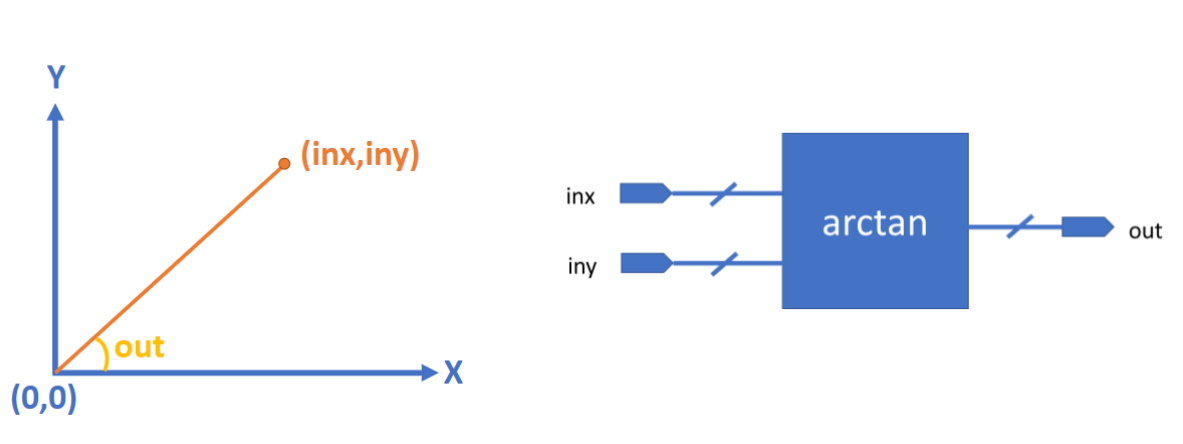 Y
(inx,iny)
out
X
(0,0)
inx
iny
arctan
out